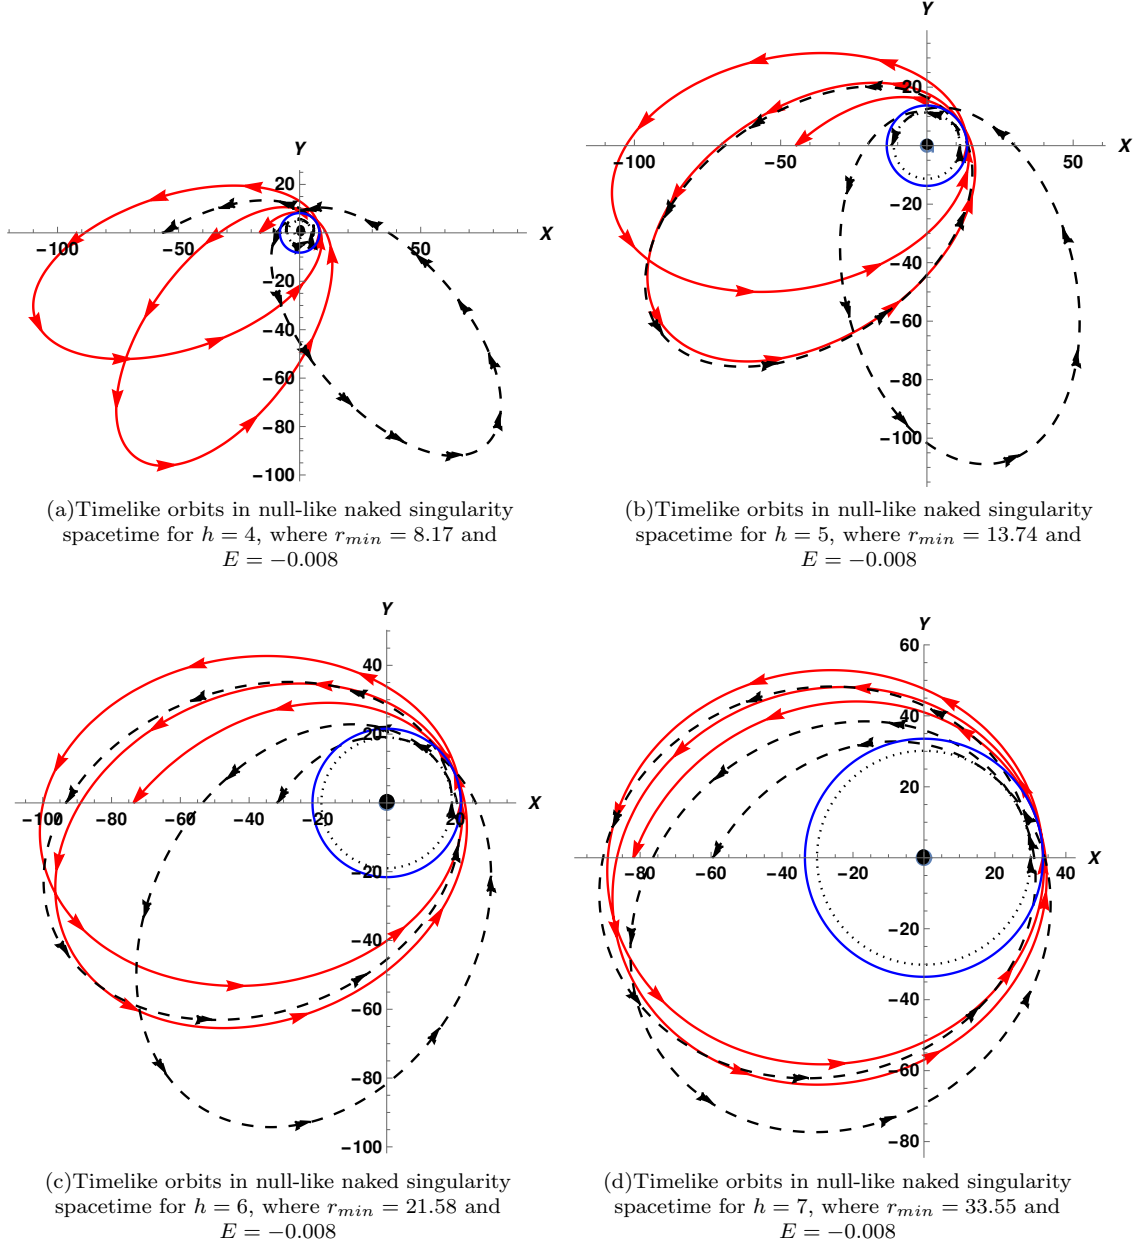 Y
20
X
−100
−50
50
−20
−40
−60
−80
−100
(a)Timelike orbits in null-like naked singularity
spacetime for h = 4, where r_min = 8.17 and
E = −0.008
Y
20
X
−100
−50
50
−20
−40
−60
−80
−100
(b)Timelike orbits in null-like naked singularity
spacetime for h = 5, where r_min = 13.74 and
E = −0.008
Y
40
20
X
−100
−80
−60
−40
−20
20
−20
−40
−60
−80
−100
(c)Timelike orbits in null-like naked singularity
spacetime for h = 6, where r_min = 21.58 and
E = −0.008
Y
60
40
20
X
−80
−60
−40
−20
20
40
−20
−40
−60
−80
(d)Timelike orbits in null-like naked singularity
spacetime for h = 7, where r_min = 33.55 and
E = −0.008